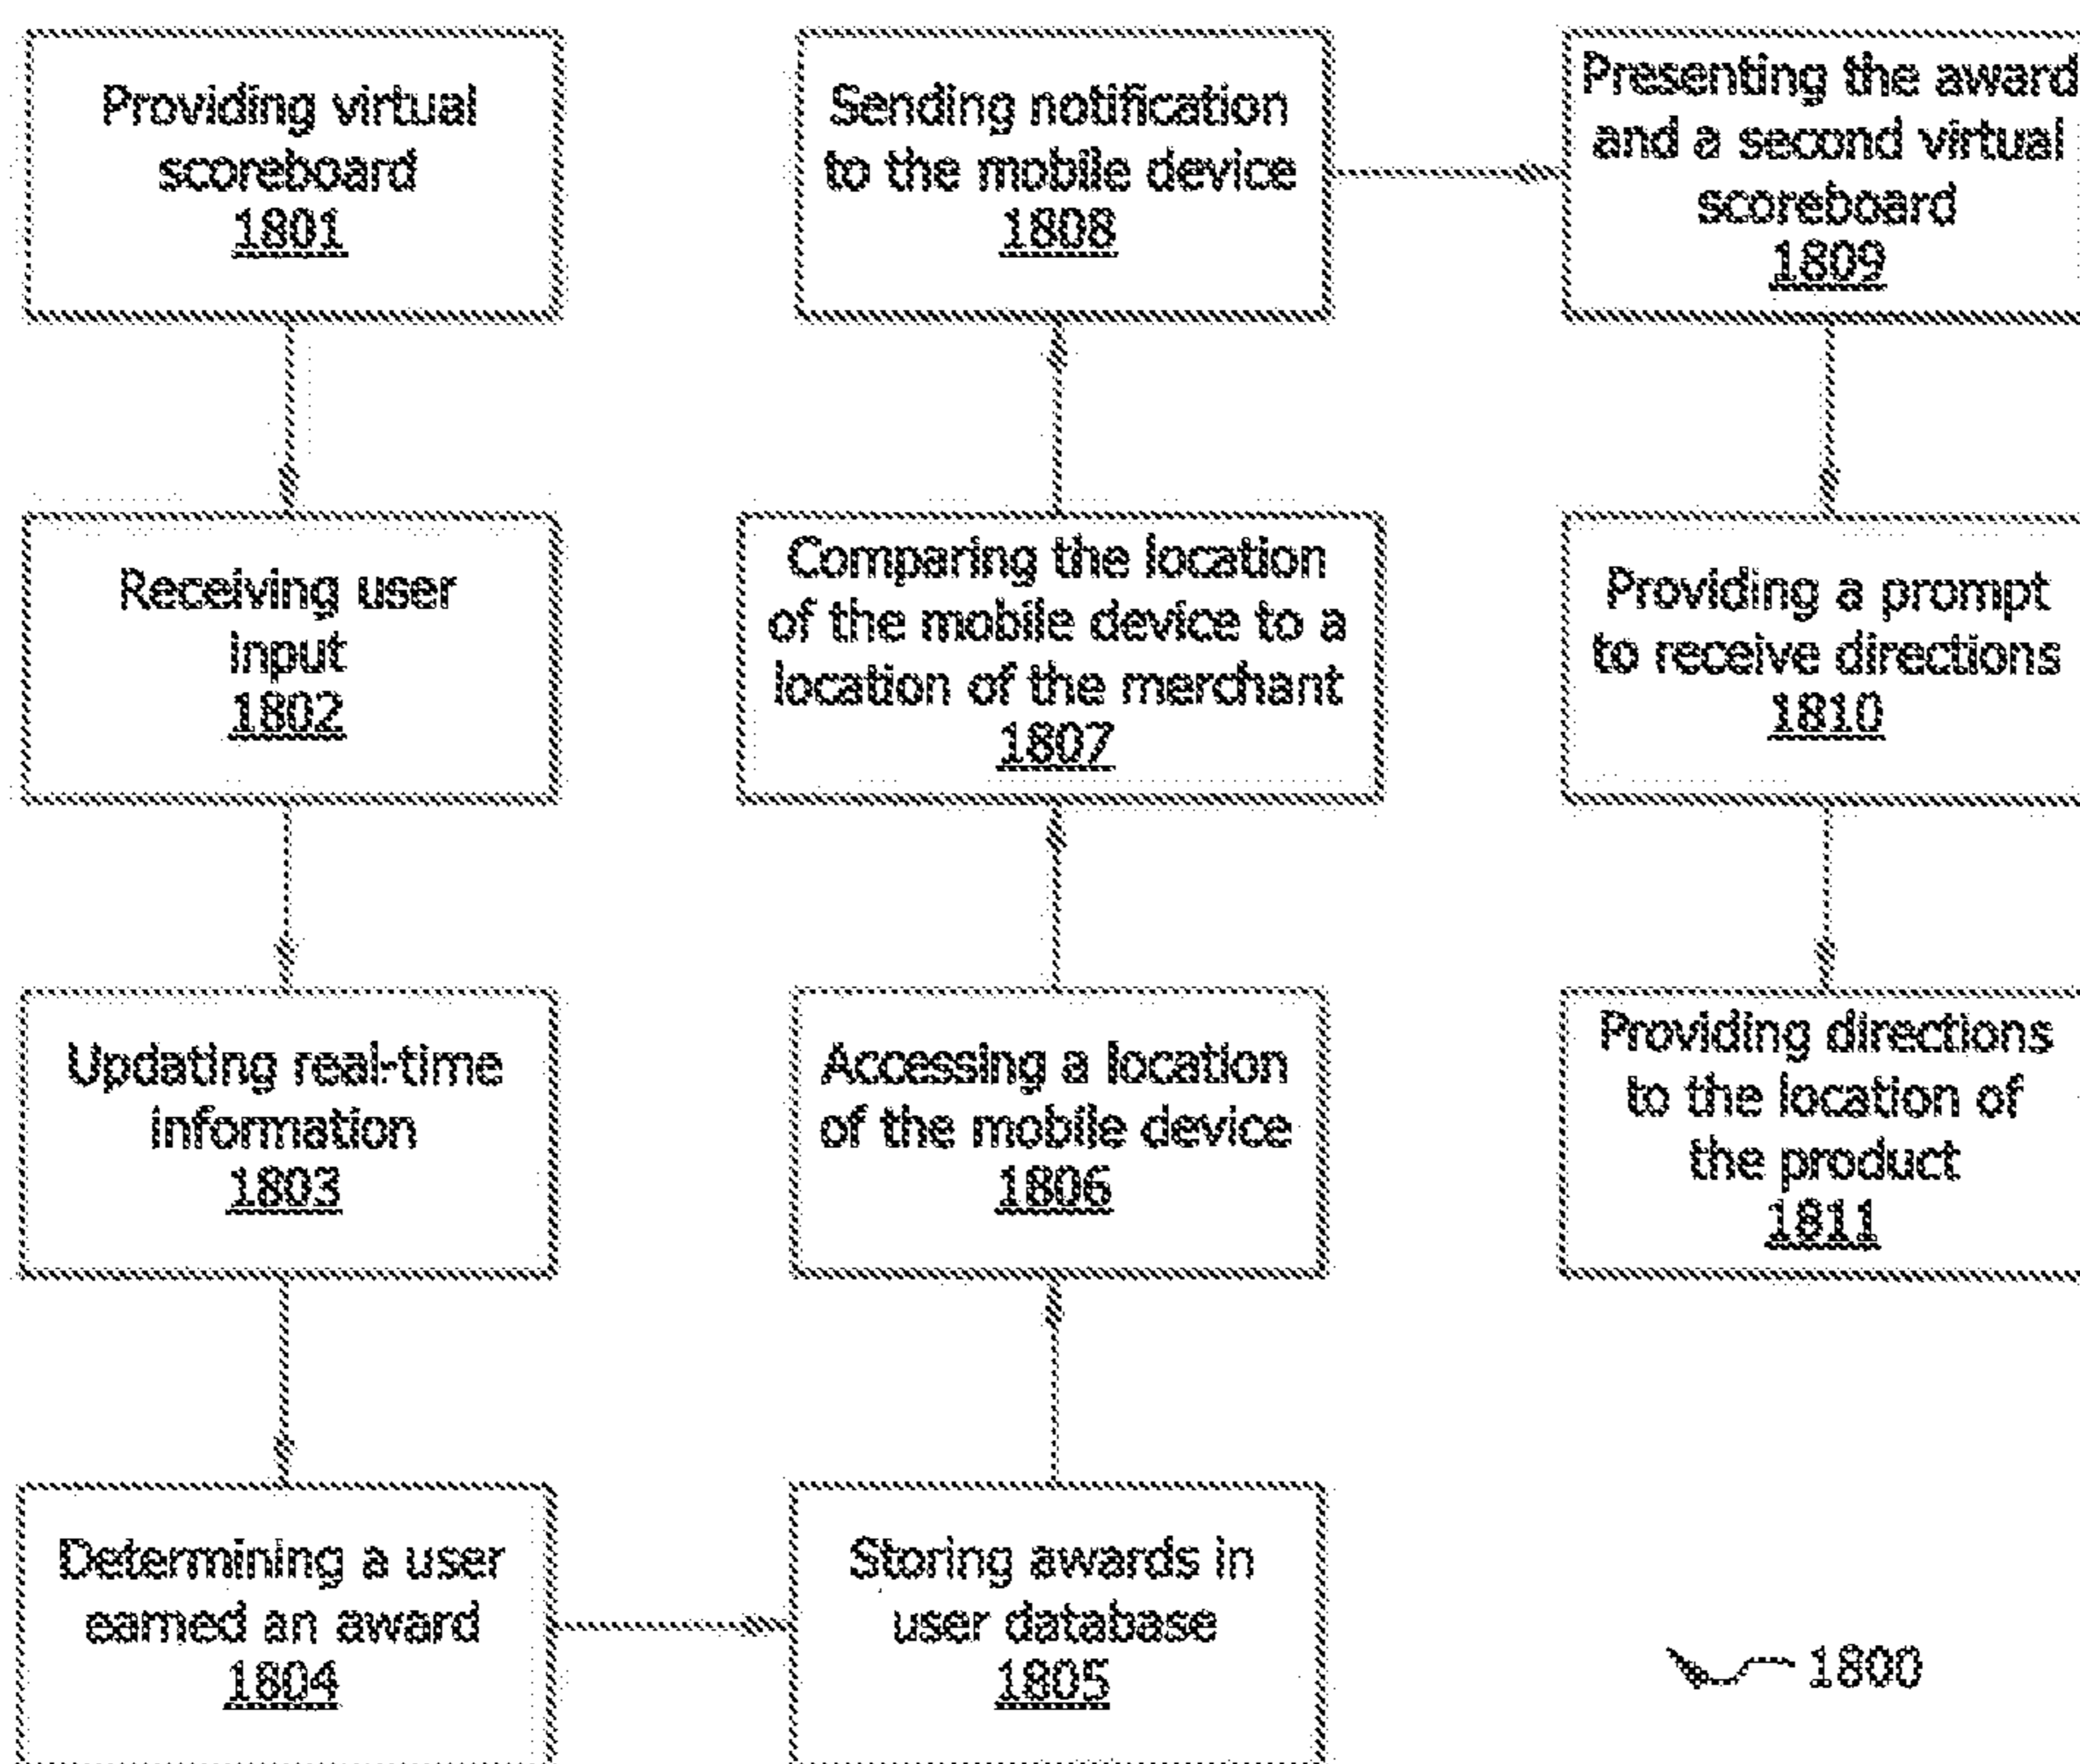 Providing virtual
scoreboard
1801
Receiving user
input
1802
Updating real-time
information
1803
Determining a user
earned an award
1804
Storing awards in
user database
1805
Accessing a location
of the mobile device
1806
Comparing the location
of the mobile device to a
location of the merchant
1807
Sending notification
to the mobile device
1808
Presenting the award
and a second virtual
scoreboard
1809
Providing a prompt
to receive directions
1810
Providing directions
to the location of
the product
1811
1800